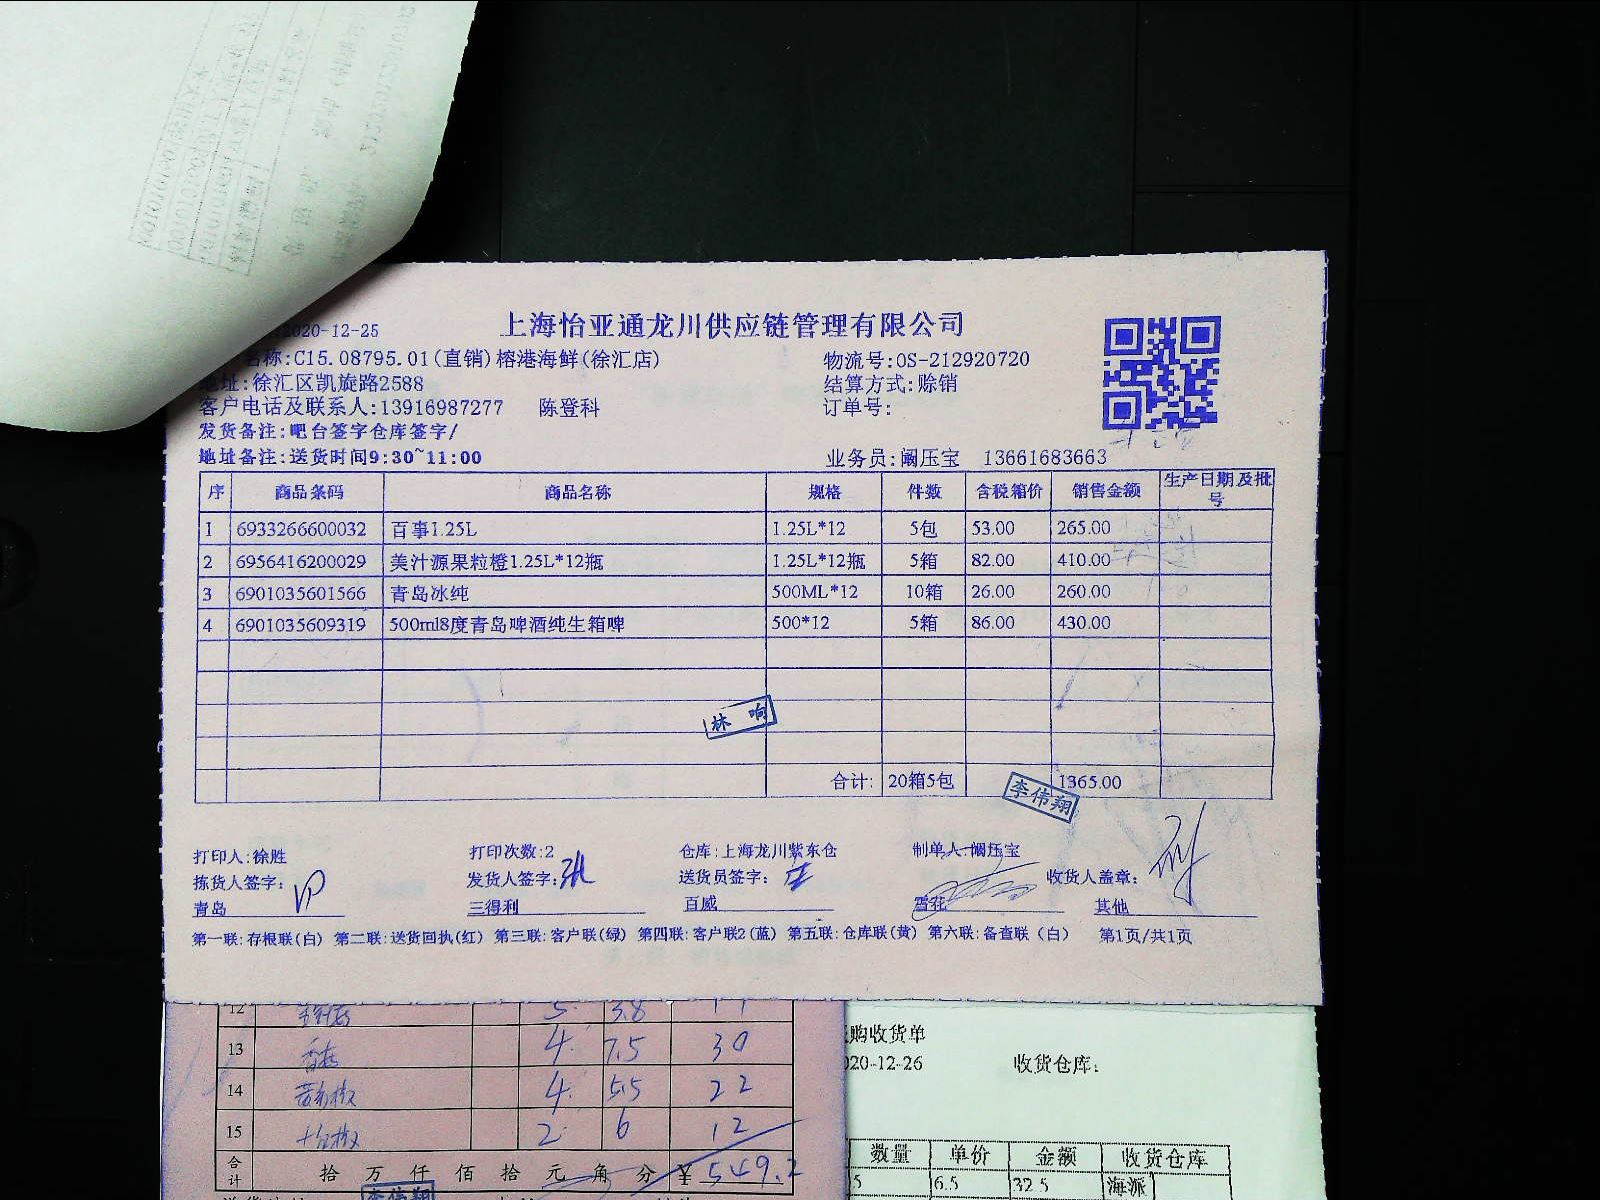 2020-12-25 上海怡亚通龙川供应链管理有限公司
名称:C15.08795.01(直销)榕港海鲜(徐汇店) 物流号:OS-212920720
地址:徐汇区凯旋路2588 结算方式:赊销
客户电话及联系人:13916987277 陈登科 订单号:
发货备注:吧台签字仓库签字/
地址备注:送货时间9:30~11:00 业务员:阚压宝 13661683663
序 商品条码 商品名称 规格 件数 含税箱价 销售金额 生产日期及批号
1 6933266600032 百事1.25L 1.25L*12 5包 53.00 265.00
2 6956416200029 美汁源果粒橙1.25L*12瓶 1.25L*12瓶 5箱 82.00 410.00
3 6901035601566 青岛冰纯 500ML*12 10箱 26.00 260.00
4 6901035609319 500ml8度青岛啤酒纯生箱啤 500*12 5箱 86.00 430.00
林 响
合计: 20箱5包 1365.00
李伟翔
打印人:徐胜 打印次数:2 仓库:上海龙川紫东仓 制单人:阚压宝
拣货人签字: 发货人签字: 送货员签字: 收货人盖章:
青岛 三得利 百威 雪花 其他
第一联:存根联(白) 第二联:送货回执(红) 第三联:客户联(绿) 第四联:客户联2(蓝) 第五联:仓库联(黄) 第六联:备查联(白) 第1页/共1页
12 5 3.8
13 4 7.5 30
14 4 5.5 22
15 2 6 12
合计 拾 万 仟 佰 拾 元 角 分 ¥ 549.2
李伟翔
购收货单
020-12-26 收货仓库:
数量 单价 金额 收货仓库
5 6.5 32.5 海派